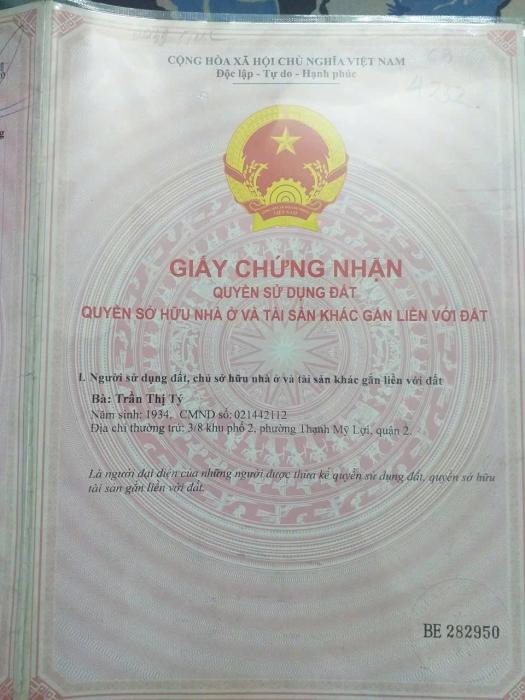 CỘNG HÒA XÃ HỘI CHỦ NGHĨA VIỆT NAM
Độc lập - Tự do - Hạnh phúc
4252
VIỆT NAM
GIẤY CHỨNG NHẬN
QUYỀN SỬ DỤNG ĐẤT
QUYỀN SỞ HỮU NHÀ Ở VÀ TÀI SẢN KHÁC GẮN LIỀN VỚI ĐẤT
I. Người sử dụng đất, chủ sở hữu nhà ở và tài sản khác gắn liền với đất
Bà: Trần Thị Tý
Năm sinh: 1934, CMND số: 021442112
Địa chỉ thường trú: 3/8 khu phố 2, phường Thạnh Mỹ Lợi, quận 2.
Là người đại diện của những người được thừa kế quyền sử dụng đất, quyền sở hữu
tài sản gắn liền với đất.
BE 282950